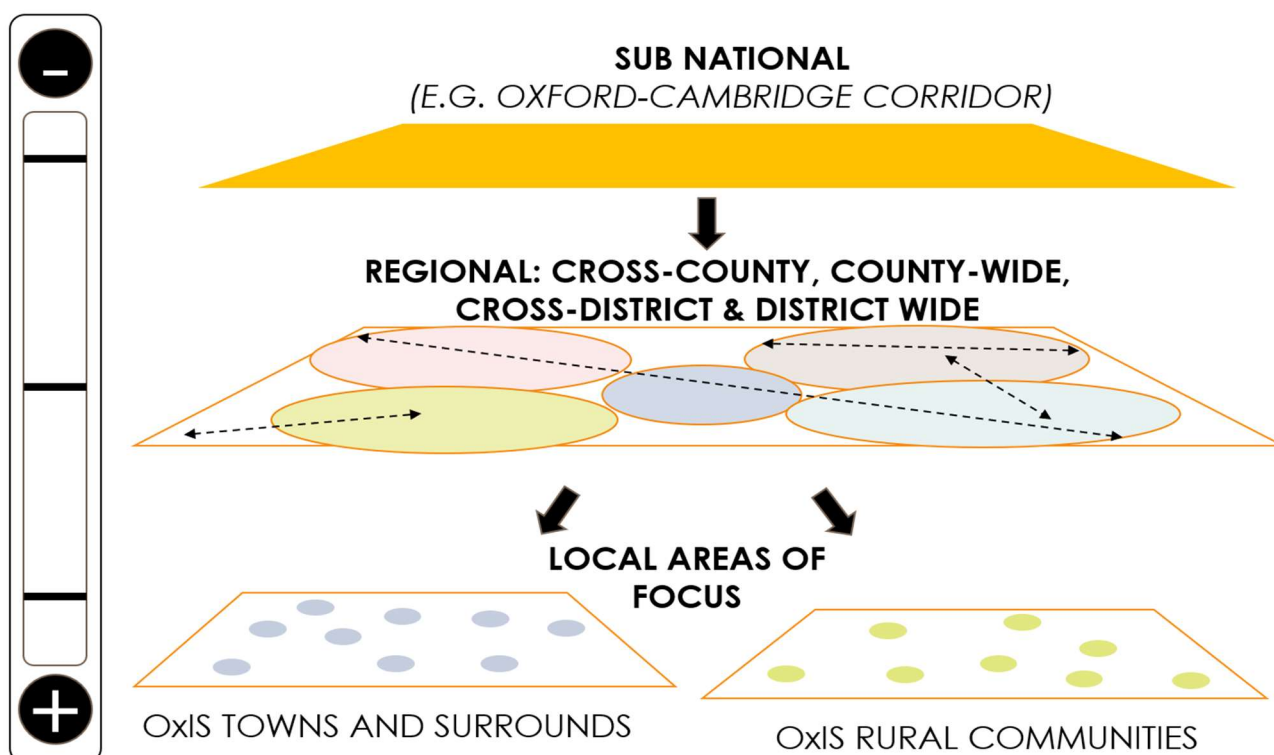 -
SUB NATIONAL
(E.G. OXFORD-CAMBRIDGE CORRIDOR)
REGIONAL: CROSS-COUNTY, COUNTY-WIDE,
CROSS-DISTRICT & DISTRICT WIDE
LOCAL AREAS OF
FOCUS
+
OxIS TOWNS AND SURROUNDS
OxIS RURAL COMMUNITIES